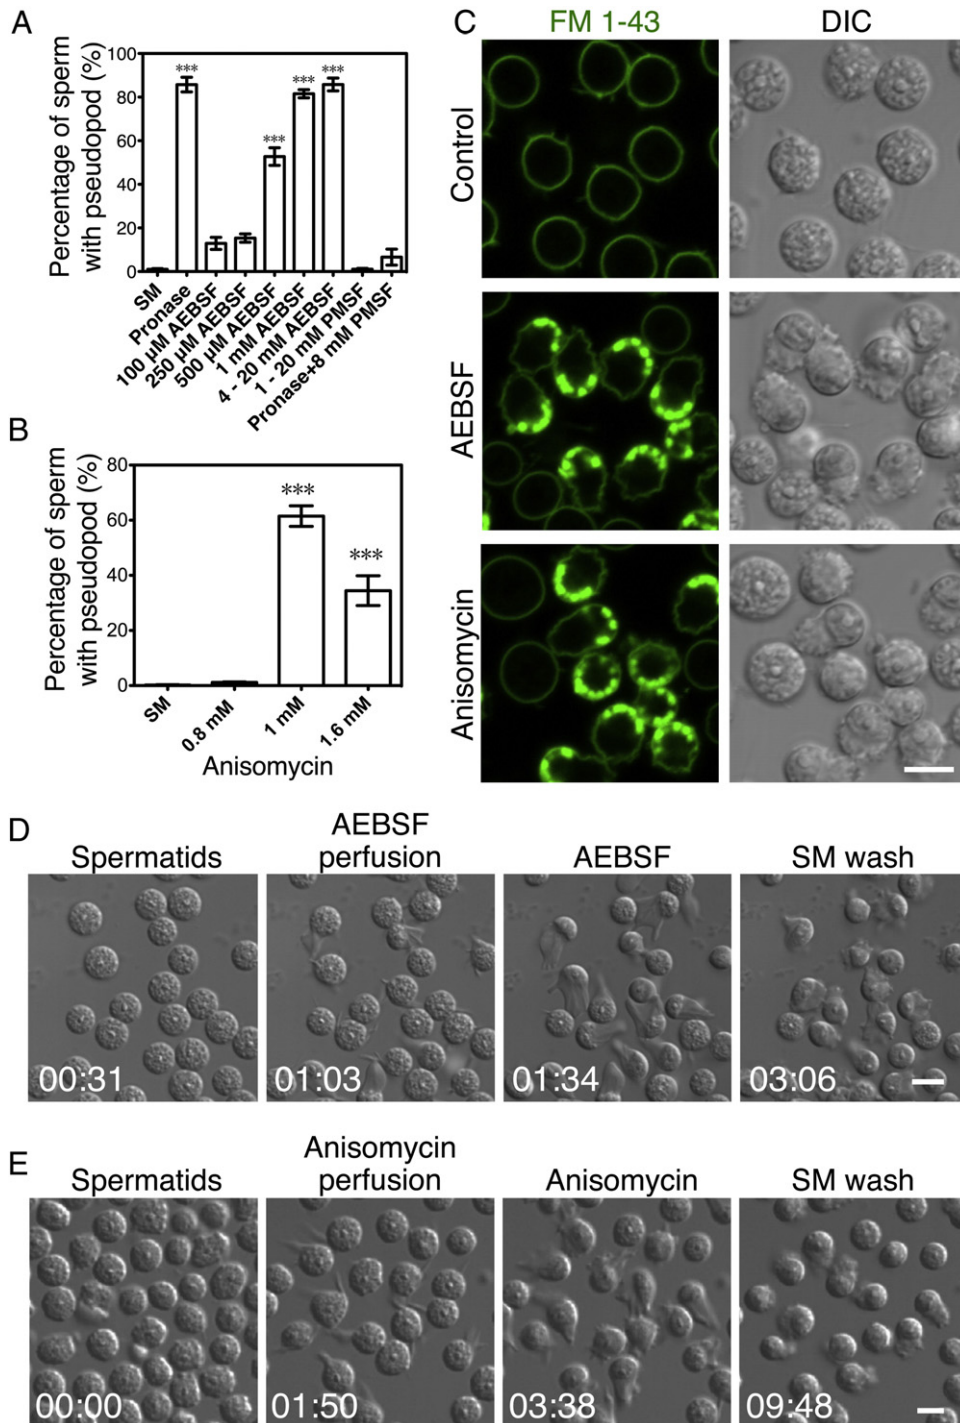 A
Percentage of sperm
with pseudopod (%)
100
80
60
40
20
0
***
***
***
***
SM
Pronase
100 µM AEBSF
250 µM AEBSF
500 µM AEBSF
1 mM AEBSF
4 - 20 mM AEBSF
1 - 20 mM PMSF
Pronase+8 mM PMSF
B
Percentage of sperm
with pseudopod (%)
80
60
40
20
0
***
***
SM
0.8 mM
1 mM
1.6 mM
Anisomycin
C
FM 1-43
DIC
Control
AEBSF
Anisomycin
D
Spermatids
AEBSF
perfusion
AEBSF
SM wash
00:31
01:03
01:34
03:06
E
Spermatids
Anisomycin
perfusion
Anisomycin
SM wash
00:00
01:50
03:38
09:48